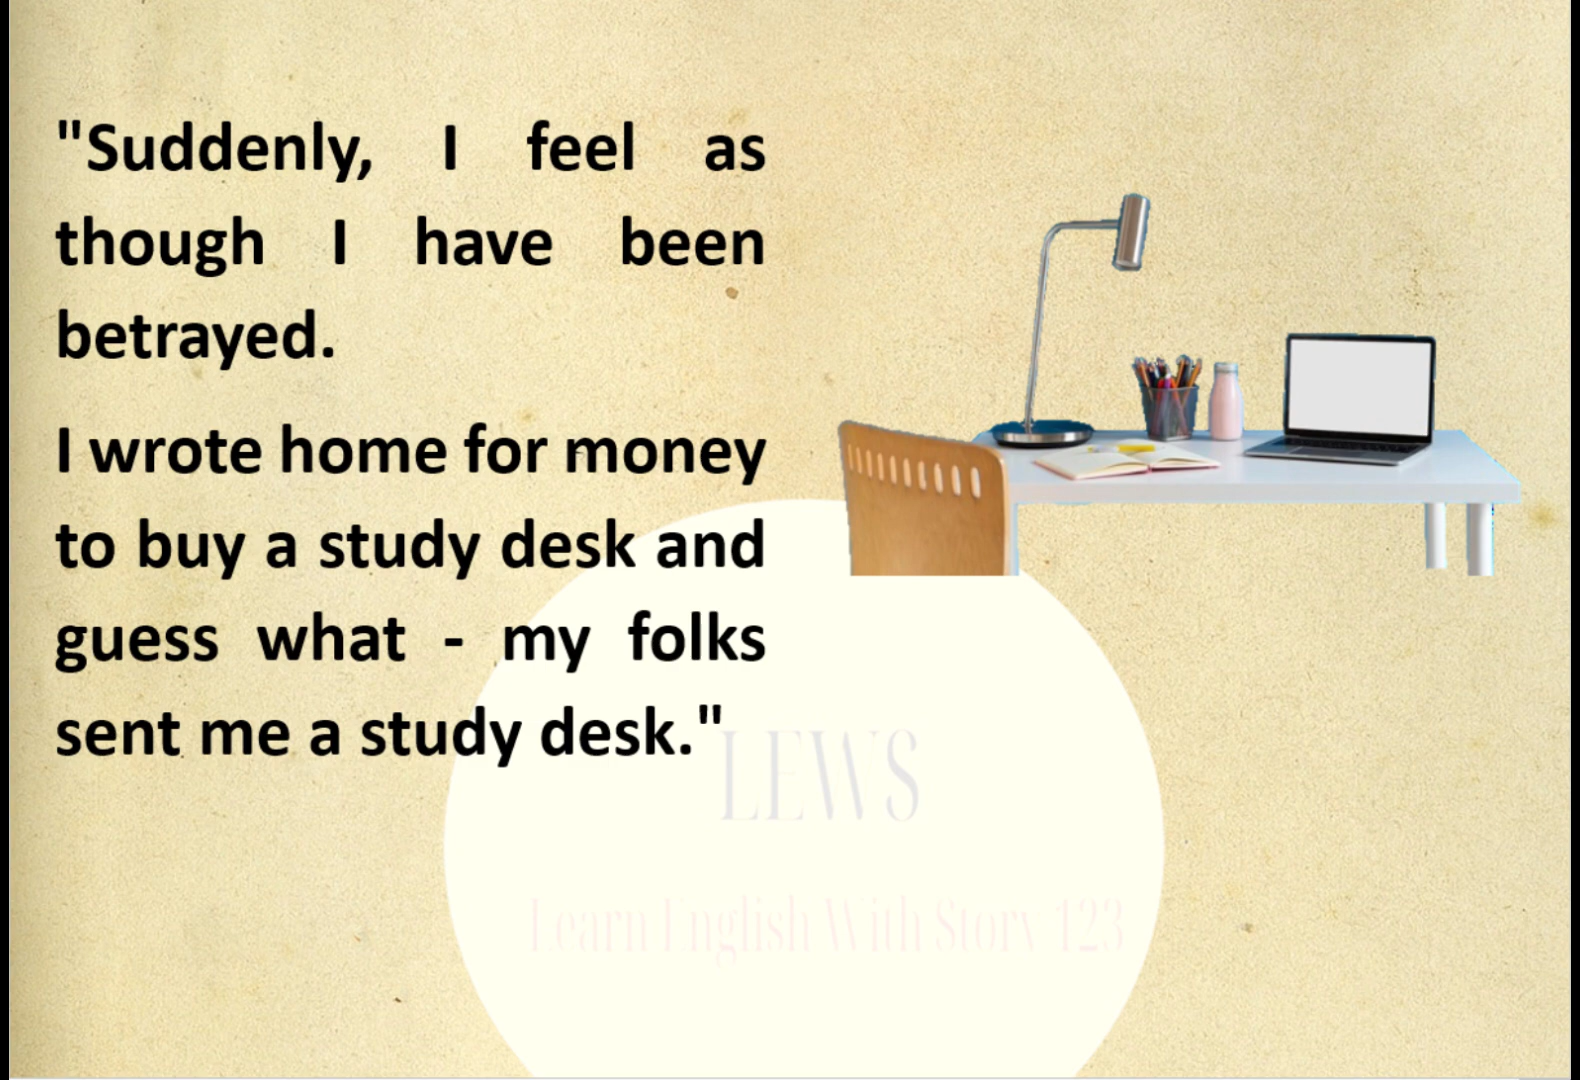 "Suddenly, I feel as
though I have been
betrayed.
I wrote home for money
to buy a study desk and
guess what - my folks
sent me a study desk."
LEWS
Learn English With Story 123